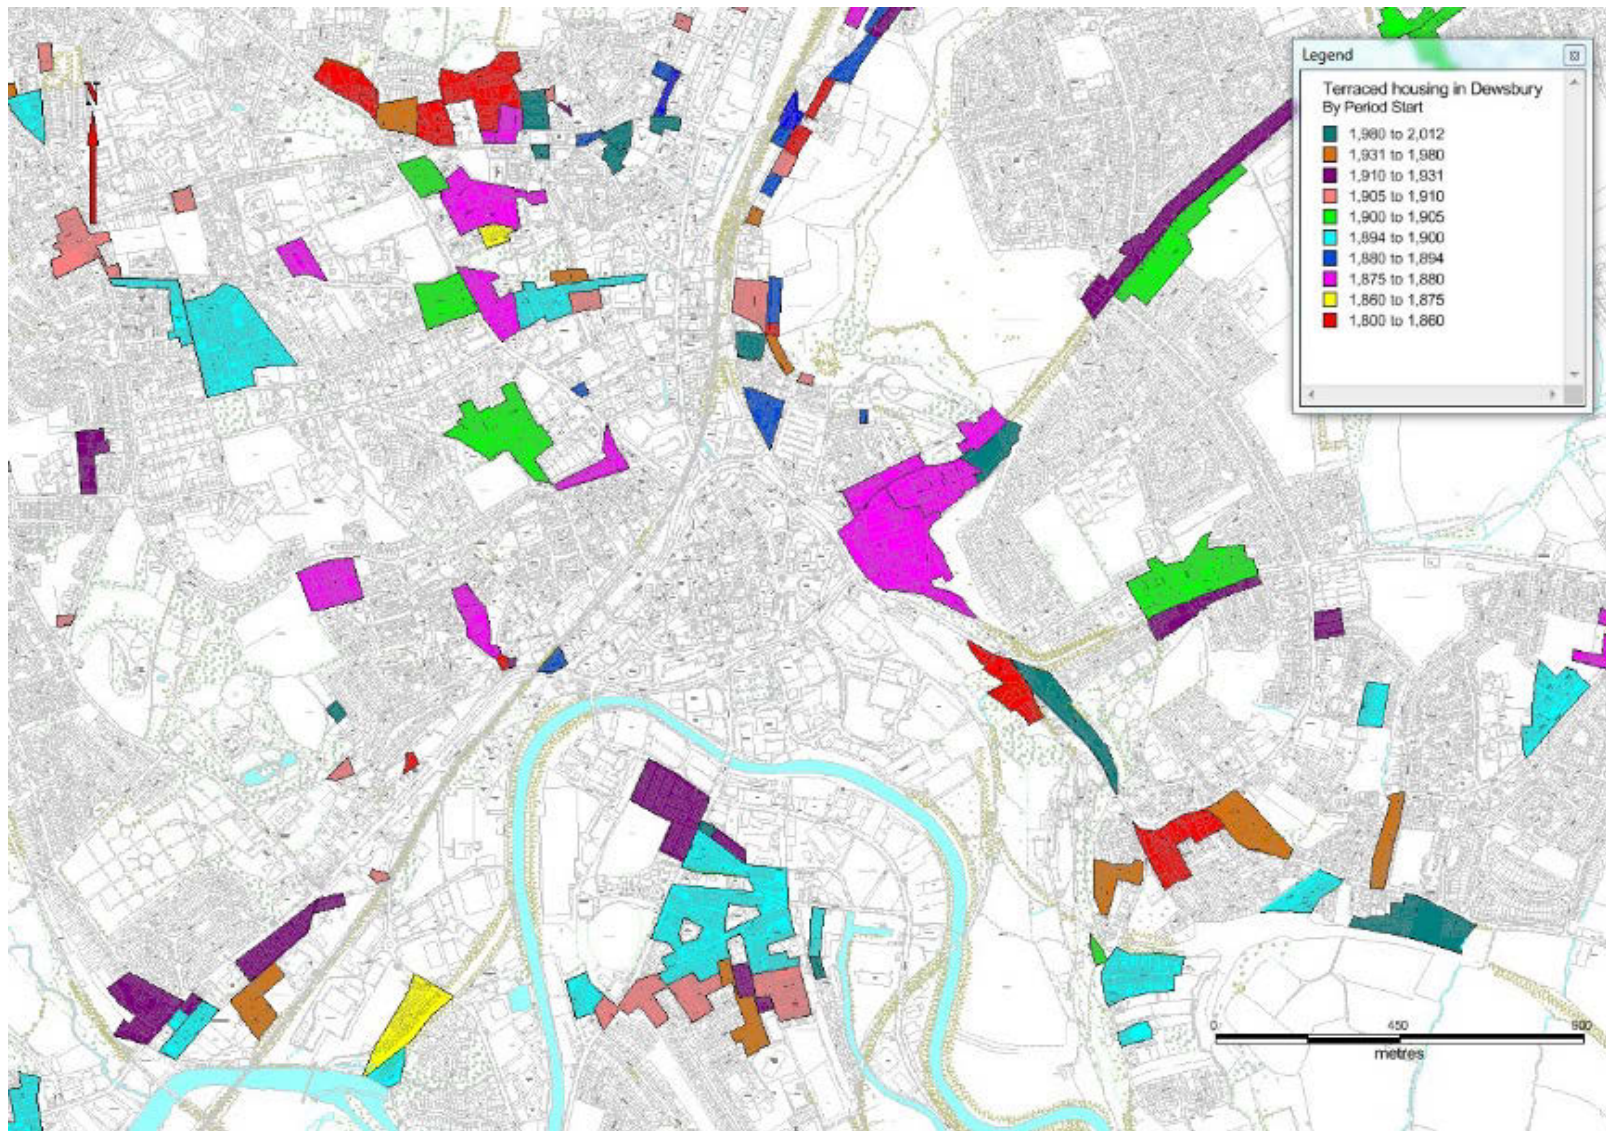 Legend
N
Terraced housing in Dewsbury
By Period Start
1,980 to 2,012
1,931 to 1,980
1,910 to 1,931
1,905 to 1,910
1,900 to 1,905
1,894 to 1,900
1,880 to 1,894
1,875 to 1,880
1,860 to 1,875
1,800 to 1,860
0 450 900
metres